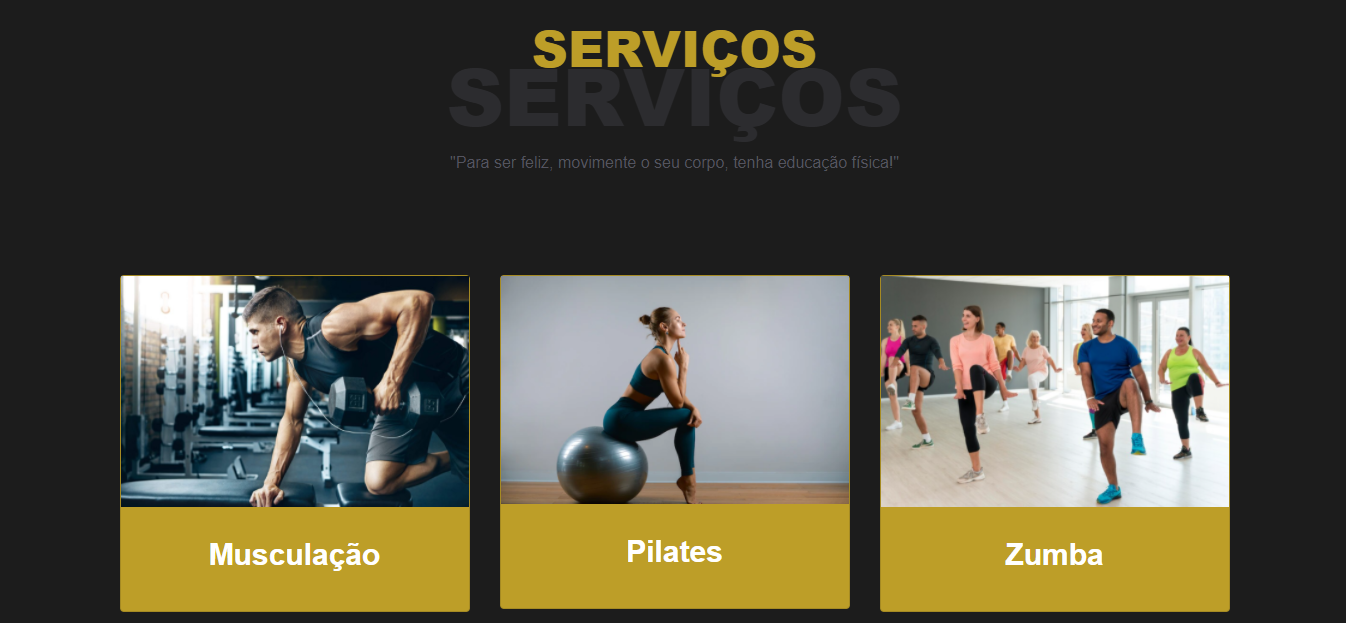 SERVIÇOS
SERVIÇOS
"Para ser feliz, movimente o seu corpo, tenha educação física!"
Musculação
Pilates
Zumba